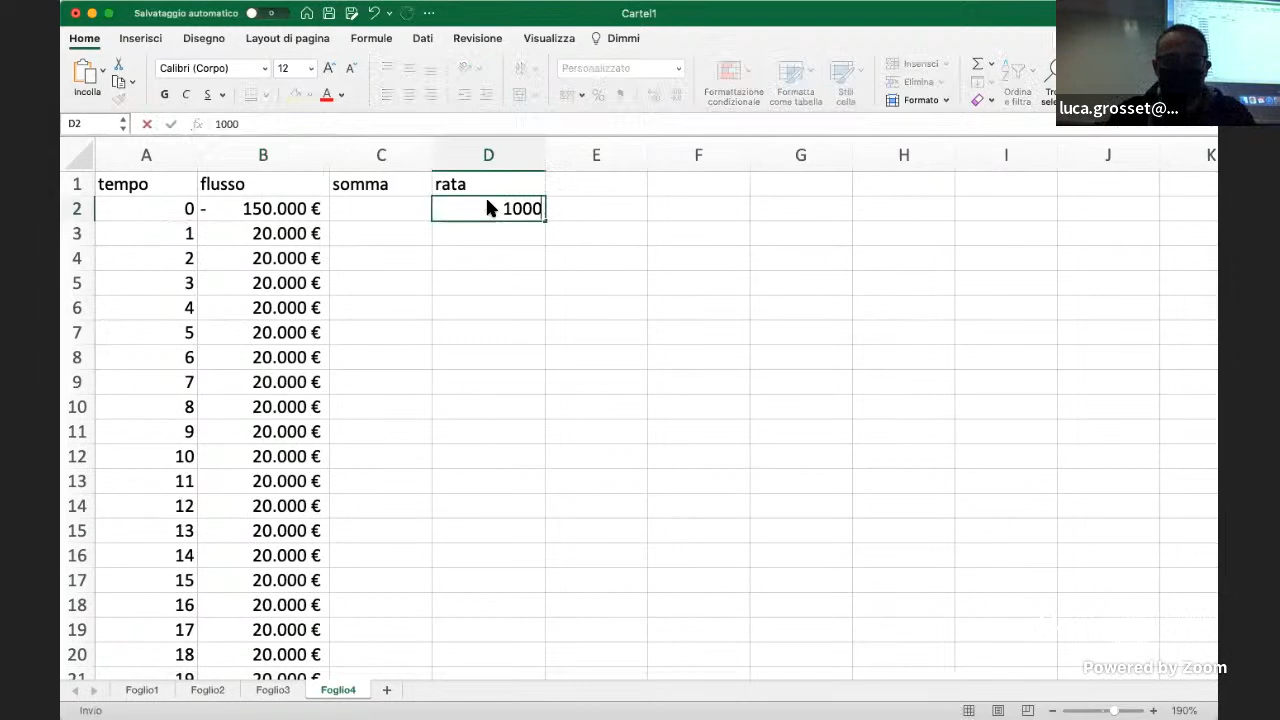 Salvataggio automatico
Cartel1
luca.grosset@...
Home Inserisci Disegno Layout di pagina Formule Dati Revisione Visualizza Dimmi
Incolla
Calibri (Corpo) 12
G C S A
Personalizzato
Formattazione condizionale
Formatta come tabella
Stili cella
Inserisci
Elimina
Formato
Ordina e filtra
D2 fx 1000
A B C D E F G H I J K
1 tempo flusso somma rata
2 0 - 150.000 € 1000
3 1 20.000 €
4 2 20.000 €
5 3 20.000 €
6 4 20.000 €
7 5 20.000 €
8 6 20.000 €
9 7 20.000 €
10 8 20.000 €
11 9 20.000 €
12 10 20.000 €
13 11 20.000 €
14 12 20.000 €
15 13 20.000 €
16 14 20.000 €
17 15 20.000 €
18 16 20.000 €
19 17 20.000 €
20 18 20.000 €
21 19 20.000 €
Powered by Zoom
Foglio1 Foglio2 Foglio3 Foglio4 +
Invio 190%